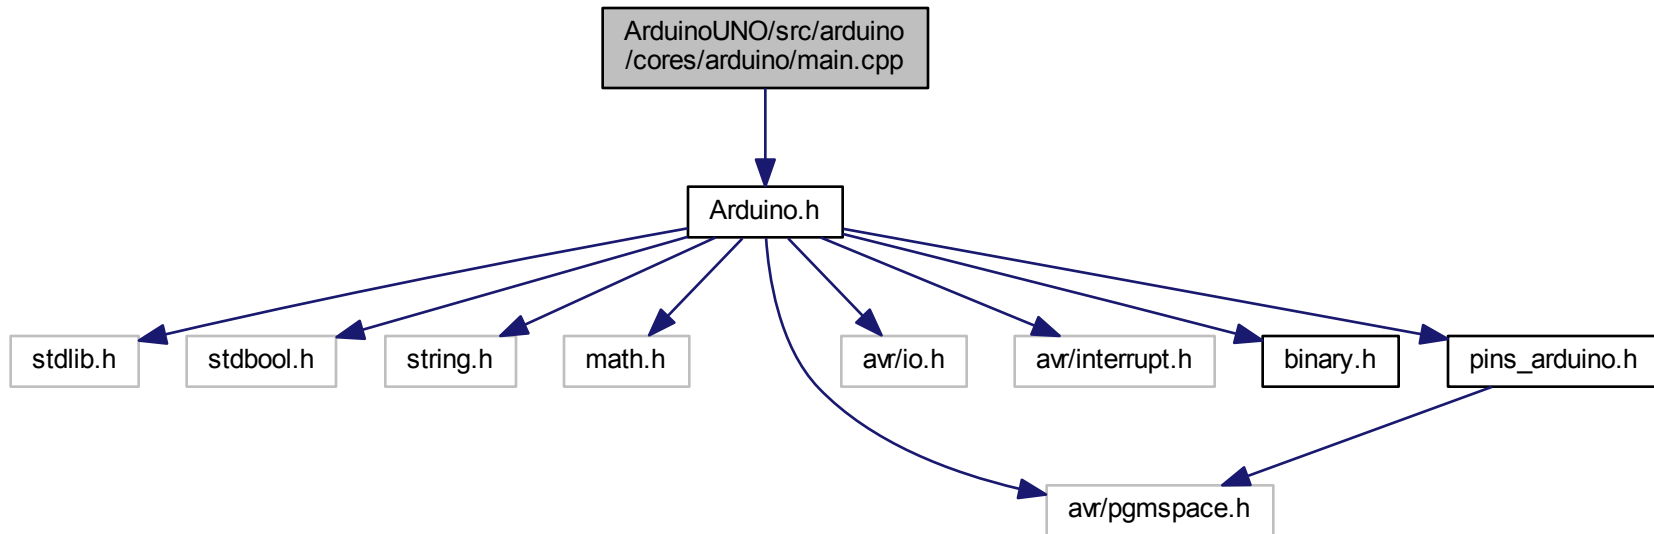 ArduinoUNO/src/arduino
/cores/arduino/main.cpp
Arduino.h
stdlib.h
stdbool.h
string.h
math.h
avr/io.h
avr/interrupt.h
binary.h
pins_arduino.h
avr/pgmspace.h